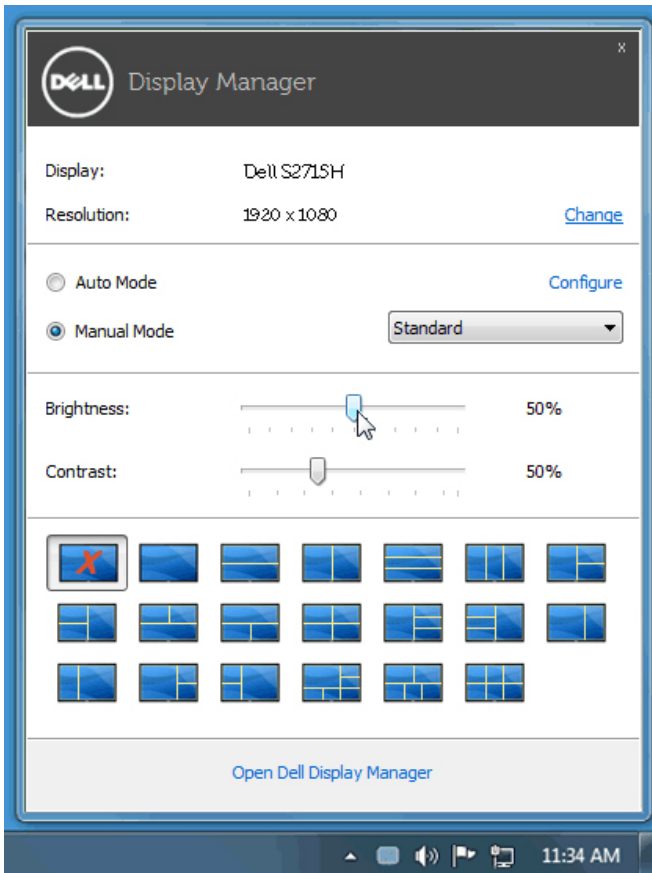 x
DELL Display Manager
Display: Dell S2715H
Resolution: 1920 x 1080 Change
Auto Mode Configure
Manual Mode Standard
Brightness: 50%
Contrast: 50%
X
Open Dell Display Manager
11:34 AM